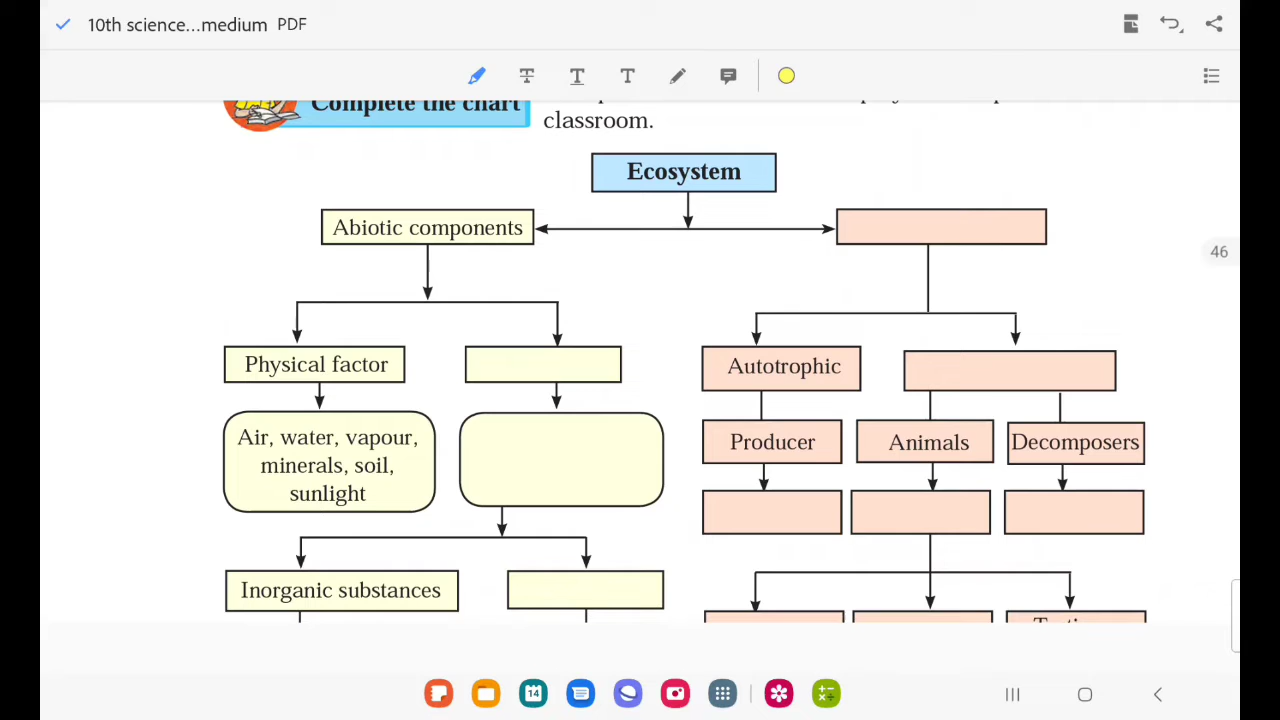 10th science...medium PDF
Complete the chart
classroom.
Ecosystem
Abiotic components
46
Physical factor
Autotrophic
Air, water, vapour,
minerals, soil,
sunlight
Producer
Animals
Decomposers
Inorganic substances
14